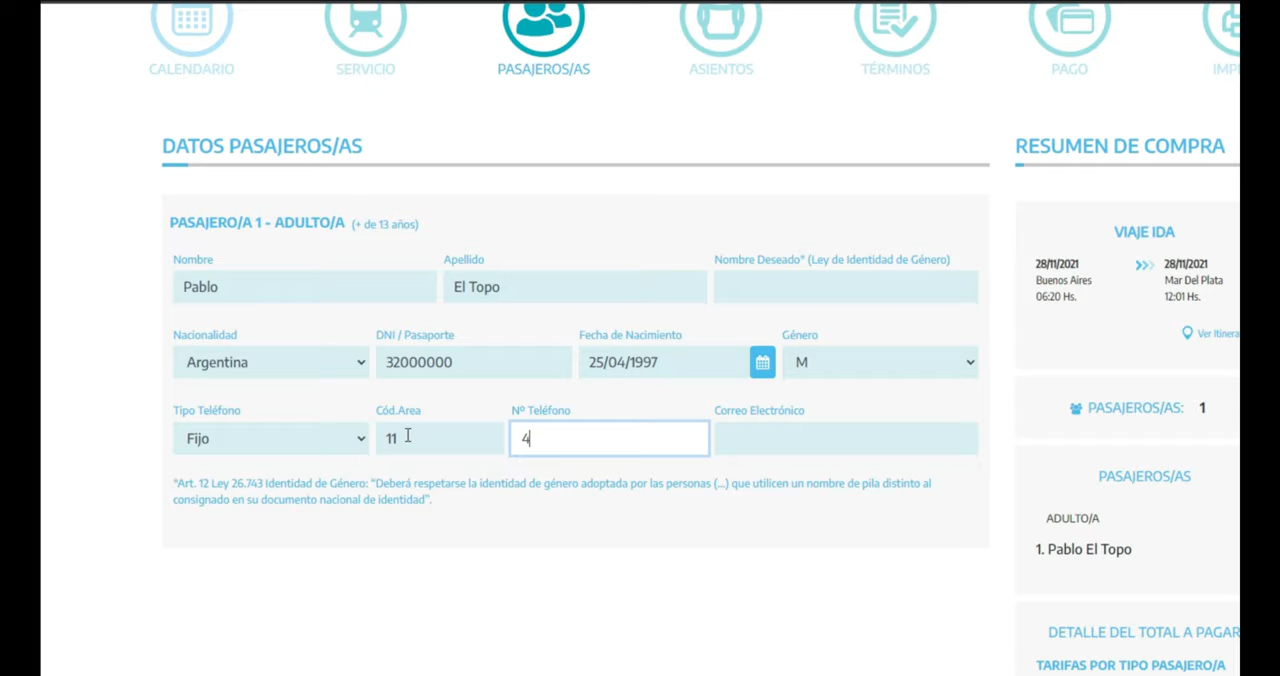 CALENDARIO
SERVICIO
PASAJEROS/AS
ASIENTOS
TÉRMINOS
PAGO
IMP
DATOS PASAJEROS/AS
PASAJERO/A 1 - ADULTO/A (+ de 13 años)
Nombre
Apellido
Nombre Deseado* (Ley de Identidad de Género)
Pablo
El Topo
Nacionalidad
DNI / Pasaporte
Fecha de Nacimiento
Género
Argentina
32000000
25/04/1997
M
Tipo Teléfono
Cód.Area
Nº Teléfono
Correo Electrónico
Fijo
11
4
*Art. 12 Ley 26.743 Identidad de Género: “Deberá respetarse la identidad de género adoptada por las personas (...) que utilicen un nombre de pila distinto al
consignado en su documento nacional de identidad”.
RESUMEN DE COMPRA
VIAJE IDA
28/11/2021
28/11/2021
Buenos Aires
Mar Del Plata
06:20 Hs.
12:01 Hs.
Ver Itinera
PASAJEROS/AS: 1
PASAJEROS/AS
ADULTO/A
1. Pablo El Topo
DETALLE DEL TOTAL A PAGAR
TARIFAS POR TIPO PASAJERO/A